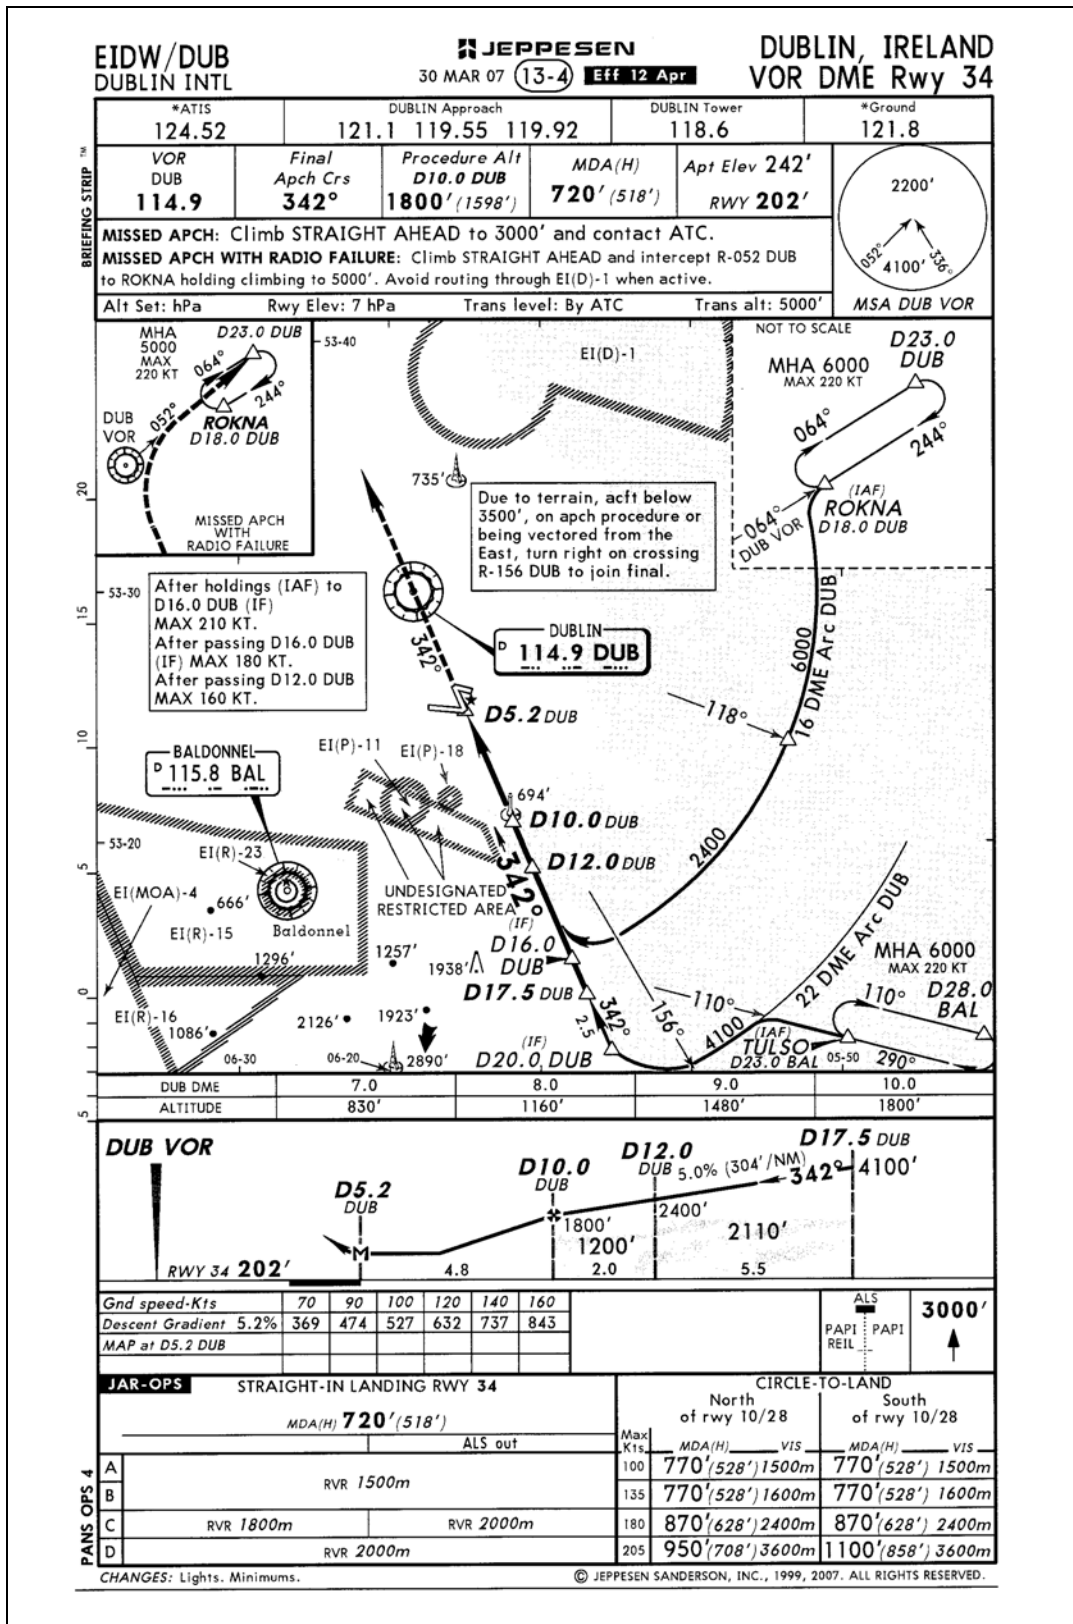 EIDW/DUB
DUBLIN INTL
JEPPESEN
30 MAR 07 13-4 Eff 12 Apr
DUBLIN, IRELAND
VOR DME Rwy 34
*ATIS
124.52
DUBLIN Approach
121.1 119.55 119.92
DUBLIN Tower
118.6
*Ground
121.8
BRIEFING STRIP TM
VOR
DUB
114.9
Final
Apch Crs
342°
Procedure Alt
D10.0 DUB
1800' (1598')
MDA(H)
720' (518')
Apt Elev 242'
RWY 202'
2200'
052°
4100'
336°
MSA DUB VOR
MISSED APCH: Climb STRAIGHT AHEAD to 3000' and contact ATC.
MISSED APCH WITH RADIO FAILURE: Climb STRAIGHT AHEAD and intercept R-052 DUB
to ROKNA holding climbing to 5000'. Avoid routing through EI(D)-1 when active.
Alt Set: hPa Rwy Elev: 7 hPa Trans level: By ATC Trans alt: 5000'
MHA
5000
MAX
220 KT
D23.0 DUB
064°
244°
052°
DUB
VOR
ROKNA
D18.0 DUB
MISSED APCH
WITH
RADIO FAILURE
53-40
EI(D)-1
NOT TO SCALE
D23.0
DUB
MHA 6000
MAX 220 KT
064°
244°
(IAF)
ROKNA
D18.0 DUB
064°
DUB VOR
735'
Due to terrain, acft below
3500', on apch procedure or
being vectored from the
East, turn right on crossing
R-156 DUB to join final.
20
15
10
5
0
5
53-30
After holdings (IAF) to
D16.0 DUB (IF)
MAX 210 KT.
After passing D16.0 DUB
(IF) MAX 180 KT.
After passing D12.0 DUB
MAX 160 KT.
342°
DUBLIN
D 114.9 DUB
6000
16 DME Arc DUB
118°
D5.2 DUB
BALDONNEL
D 115.8 BAL
EI(P)-11
EI(P)-18
694'
D10.0 DUB
2400
53-20
D12.0 DUB
EI(R)-23
342°
EI(MOA)-4
666'
UNDESIGNATED
RESTRICTED AREA
EI(R)-15
Baldonnel
(IF)
D16.0
DUB
22 DME Arc DUB
MHA 6000
MAX 220 KT
1296'
1257'
1938'
D17.5 DUB
110°
110°
D28.0
BAL
EI(R)-16
1086'
2126'
1923'
342°
2.5
156°
4100
(IAF)
TULSO
D23.0 BAL
290°
06-30
06-20
2890'
(IF)
D20.0 DUB
05-50
DUB DME 7.0 8.0 9.0 10.0
ALTITUDE 830' 1160' 1480' 1800'
DUB VOR
D5.2
DUB
D10.0
DUB
D12.0
DUB
D17.5 DUB
5.0% (304'/NM)
342°
4100'
2400'
1800'
1200'
2110'
M
RWY 34 202'
4.8 2.0 5.5
Gnd speed-Kts 70 90 100 120 140 160
Descent Gradient 5.2% 369 474 527 632 737 843
MAP at D5.2 DUB
ALS
PAPI PAPI
REIL
3000'
JAR-OPS
STRAIGHT-IN LANDING RWY 34
MDA(H) 720' (518')
ALS out
A
B
RVR 1500m
C
RVR 1800m RVR 2000m
D
RVR 2000m
CIRCLE-TO-LAND
North
of rwy 10/28
South
of rwy 10/28
Max
Kts MDA(H) VIS MDA(H) VIS
100 770' (528') 1500m 770' (528') 1500m
135 770' (528') 1600m 770' (528') 1600m
180 870' (628') 2400m 870' (628') 2400m
205 950' (708') 3600m 1100' (858') 3600m
PANS OPS 4
CHANGES: Lights. Minimums.
© JEPPESEN SANDERSON, INC., 1999, 2007. ALL RIGHTS RESERVED.